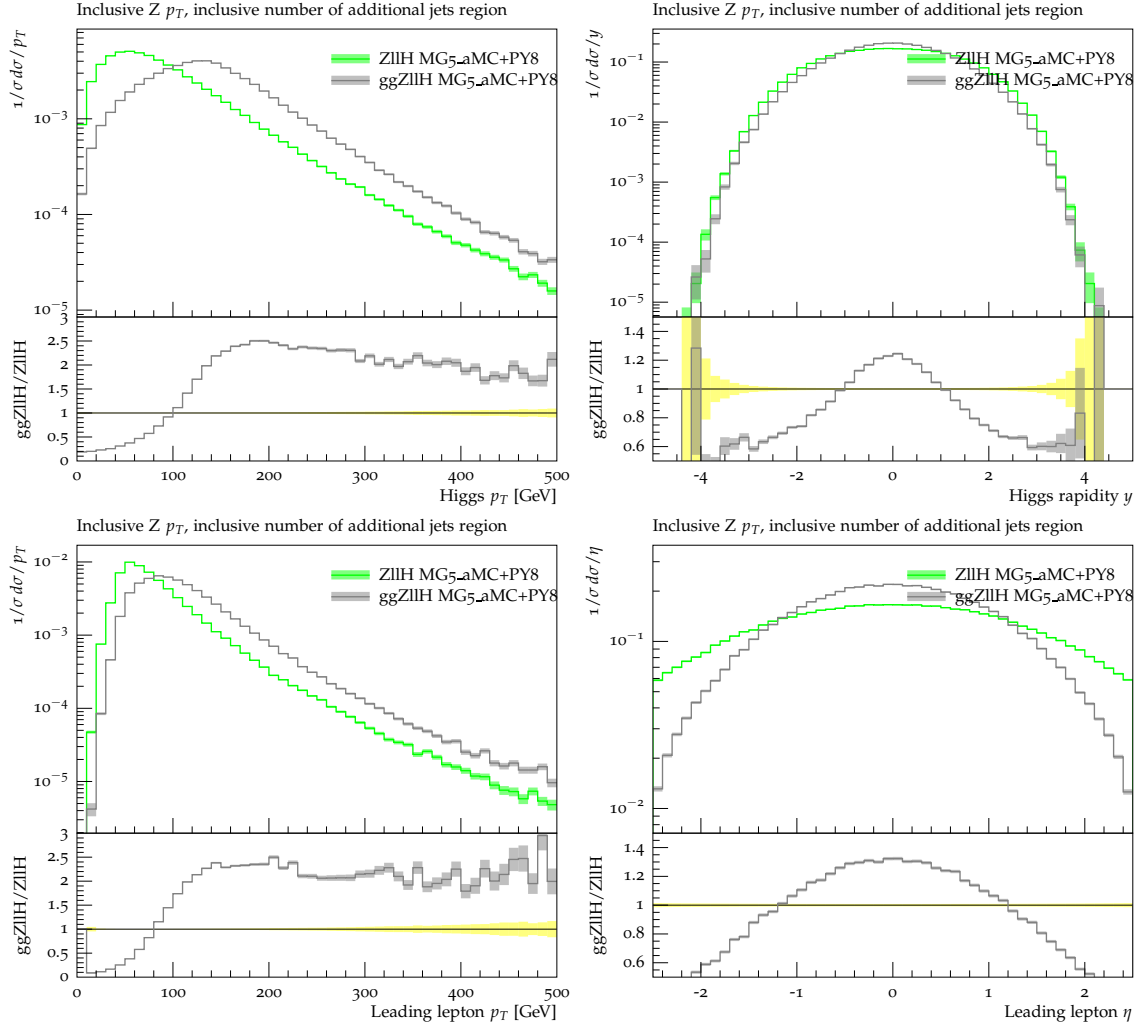 Inclusive Z p_T, inclusive number of additional jets region
1/σ dσ/p_T
ZllH MG5_aMC+PY8
ggZllH MG5_aMC+PY8
10^−3
10^−4
10^−5
ggZllH/ZllH
3
2.5
2
1.5
1
0.5
0
0 100 200 300 400 500
Higgs p_T [GeV]
Inclusive Z p_T, inclusive number of additional jets region
1/σ dσ/y
ZllH MG5_aMC+PY8
ggZllH MG5_aMC+PY8
10^−1
10^−2
10^−3
10^−4
10^−5
ggZllH/ZllH
1.4
1.2
1
0.8
0.6
-4 -2 0 2 4
Higgs rapidity y
Inclusive Z p_T, inclusive number of additional jets region
1/σ dσ/p_T
ZllH MG5_aMC+PY8
ggZllH MG5_aMC+PY8
10^−2
10^−3
10^−4
10^−5
ggZllH/ZllH
3
2.5
2
1.5
1
0.5
0
0 100 200 300 400 500
Leading lepton p_T [GeV]
Inclusive Z p_T, inclusive number of additional jets region
1/σ dσ/η
ZllH MG5_aMC+PY8
ggZllH MG5_aMC+PY8
10^−1
10^−2
ggZllH/ZllH
1.4
1.2
1
0.8
0.6
-2 -1 0 1 2
Leading lepton η